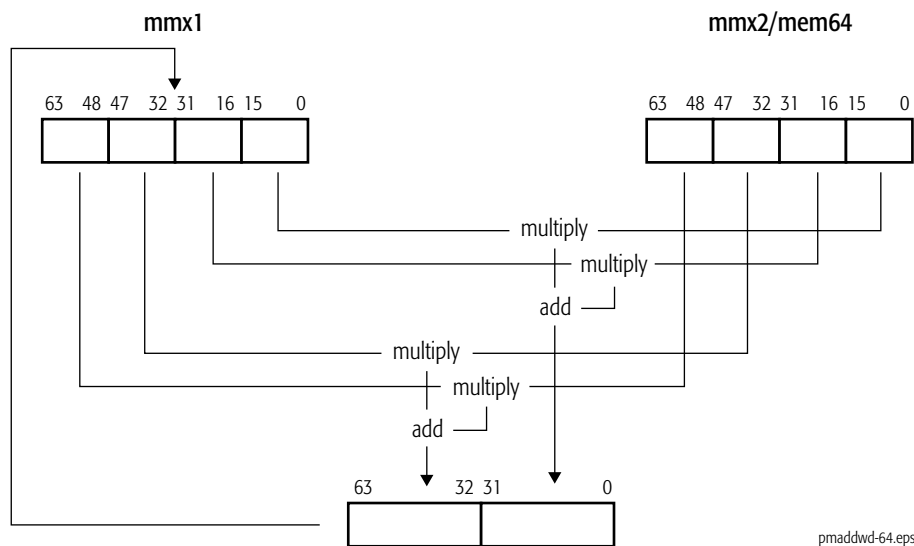 mmx1 mmx2/mem64
63 48 47 32 31 16 15 0 63 48 47 32 31 16 15 0
multiply
multiply
add
multiply
multiply
add
63 32 31 0
pmaddwd-64.eps